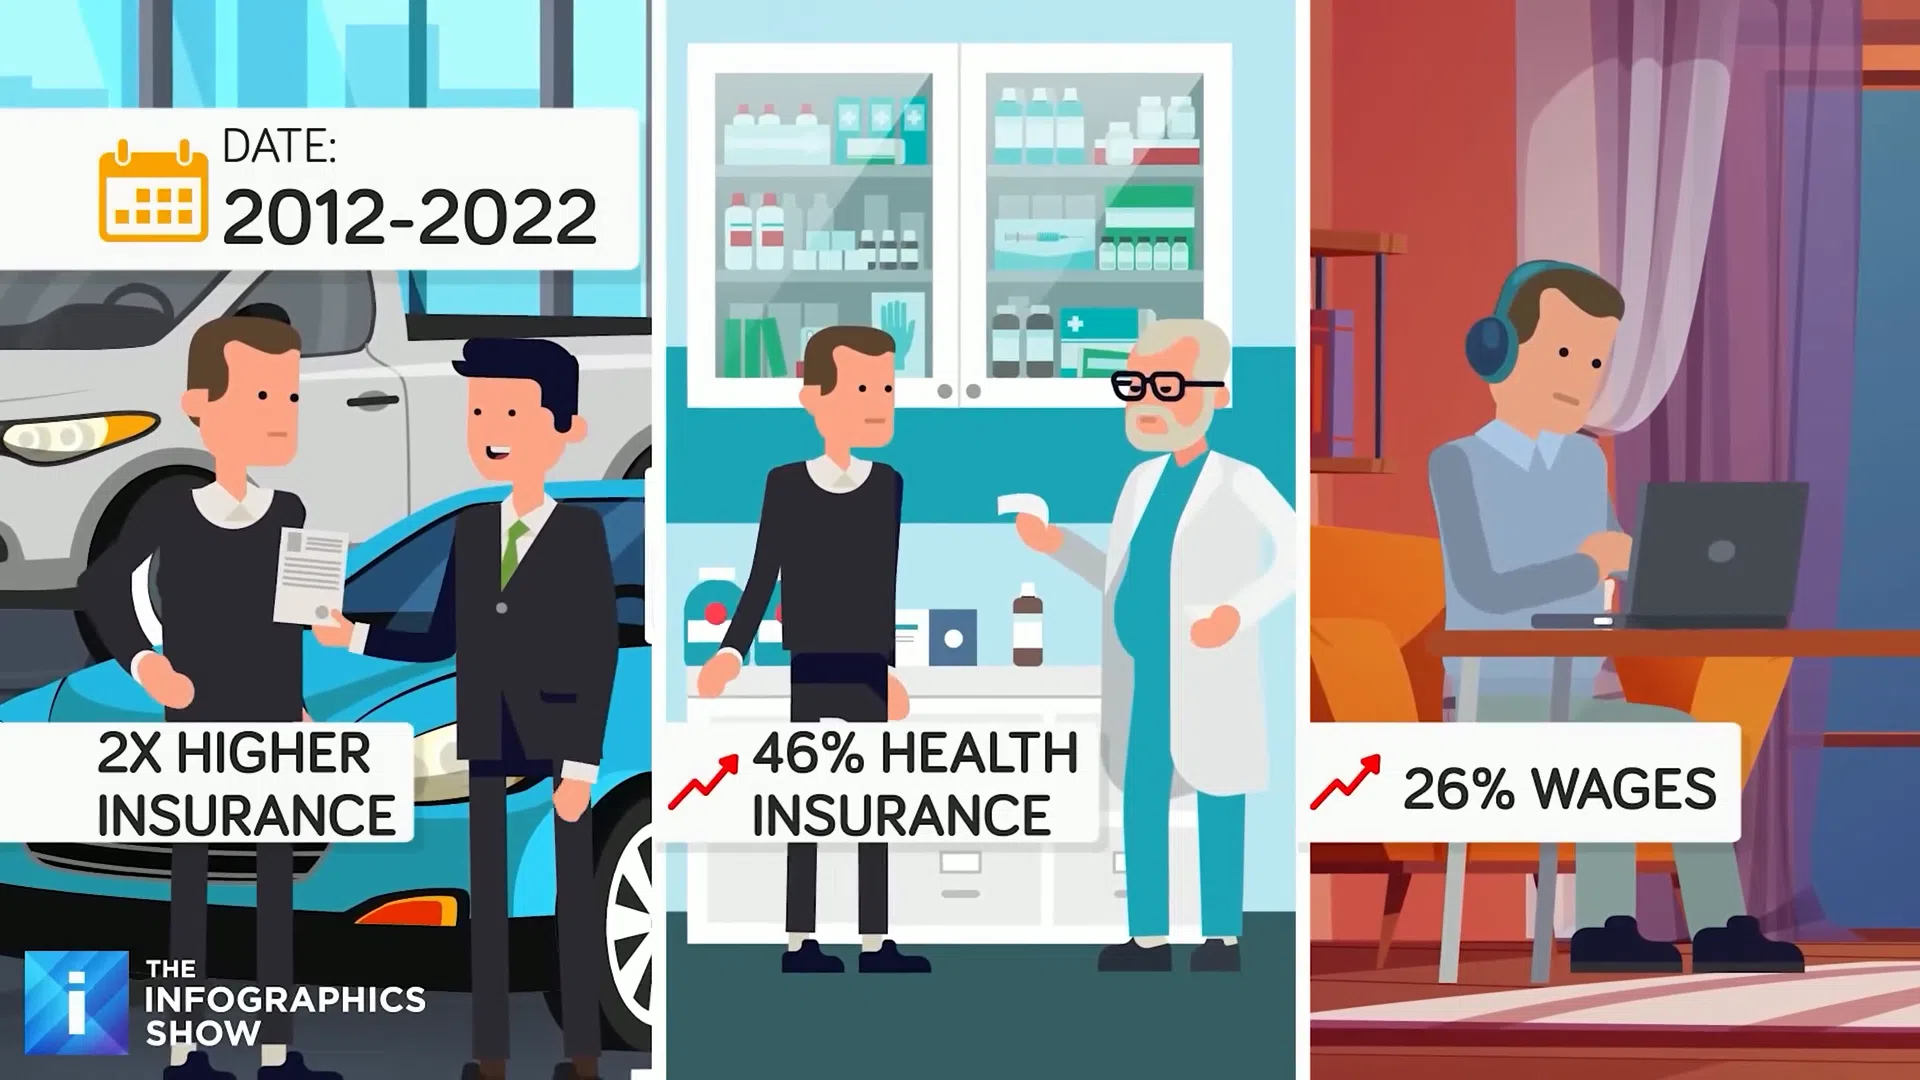 DATE:
2012-2022
2X HIGHER
INSURANCE
46% HEALTH
INSURANCE
26% WAGES
THE
INFOGRAPHICS
SHOW